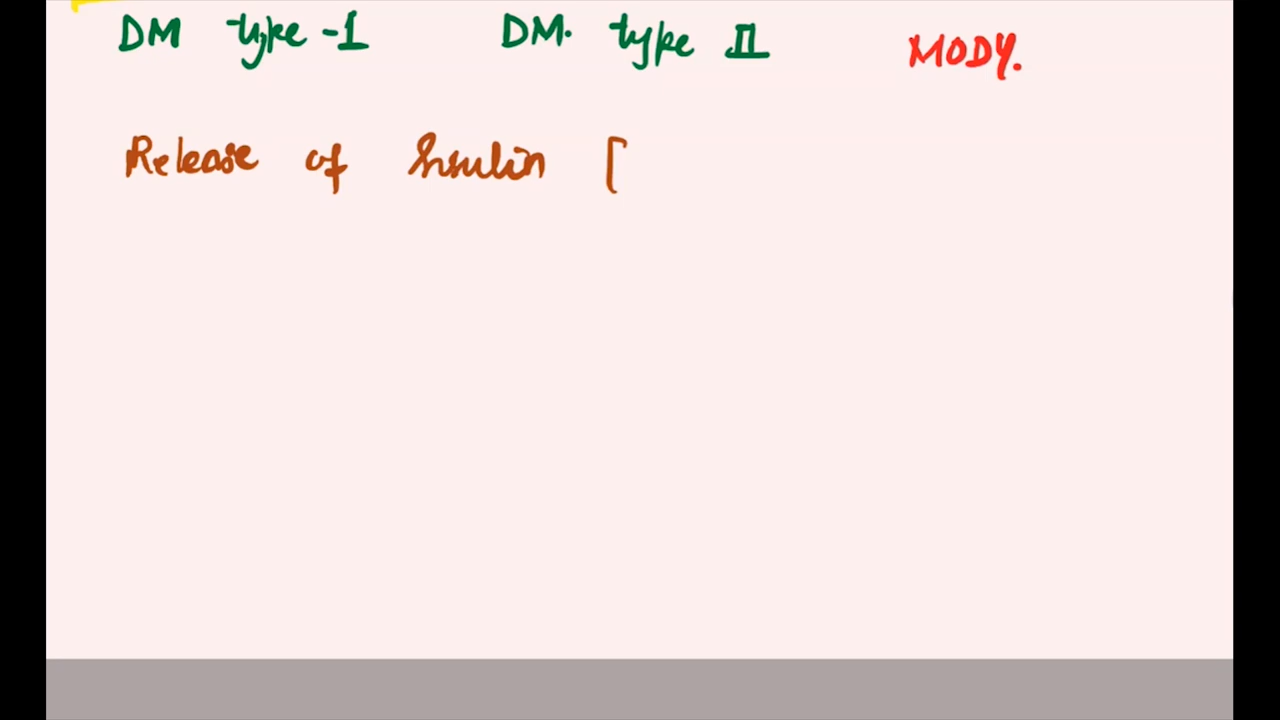 DM type -1 DM. type II MODY.
Release of Insulin [